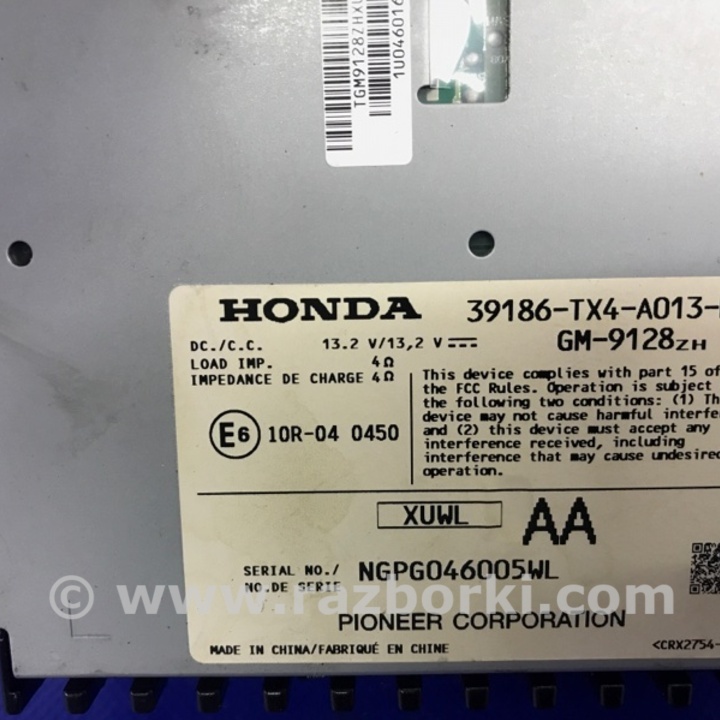 TGM9128ZHXU
1U046016
HONDA 39186-TX4-A013-
DC./C.C. 13.2 V/13,2 V
GM-9128ZH
LOAD IMP. 4Ω
IMPEDANCE DE CHARGE 4Ω
This device complies with part 15 of
the FCC Rules. Operation is subject
the following two conditions: (1) Th
device may not cause harmful interfe
and (2) this device must accept any
interference received, including
interference that may cause undesired
operation.
E6 10R-04 0450
XUWL AA
SERIAL NO./
NO.DE SERIE NGPG046005WL
© www.razborki.com
PIONEER CORPORATION
MADE IN CHINA/FABRIQUÉ EN CHINE
<CRX2754-